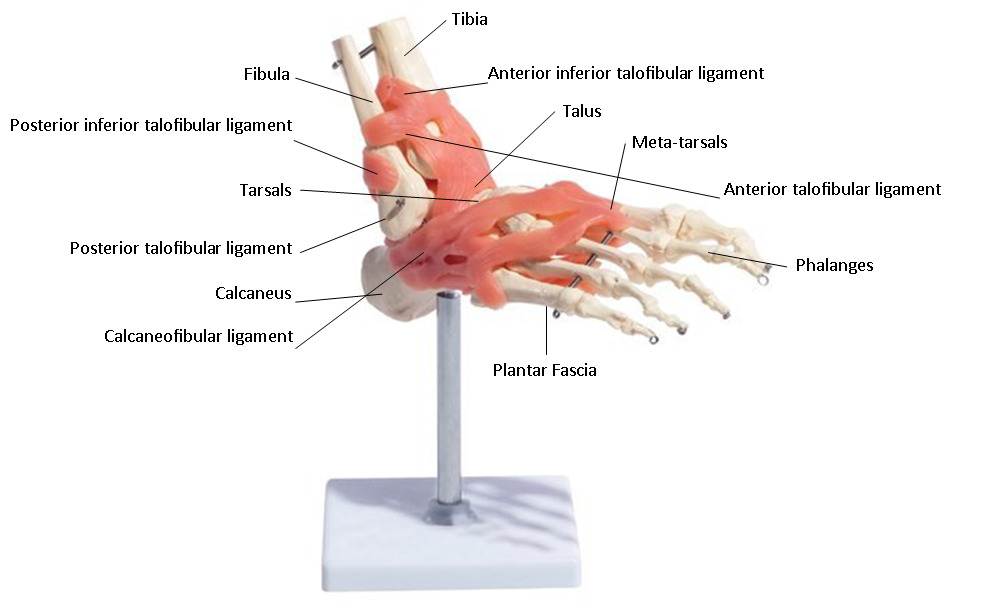 Tibia
Fibula
Anterior inferior talofibular ligament
Posterior inferior talofibular ligament
Talus
Meta-tarsals
Tarsals
Anterior talofibular ligament
Posterior talofibular ligament
Phalanges
Calcaneus
Calcaneofibular ligament
Plantar Fascia